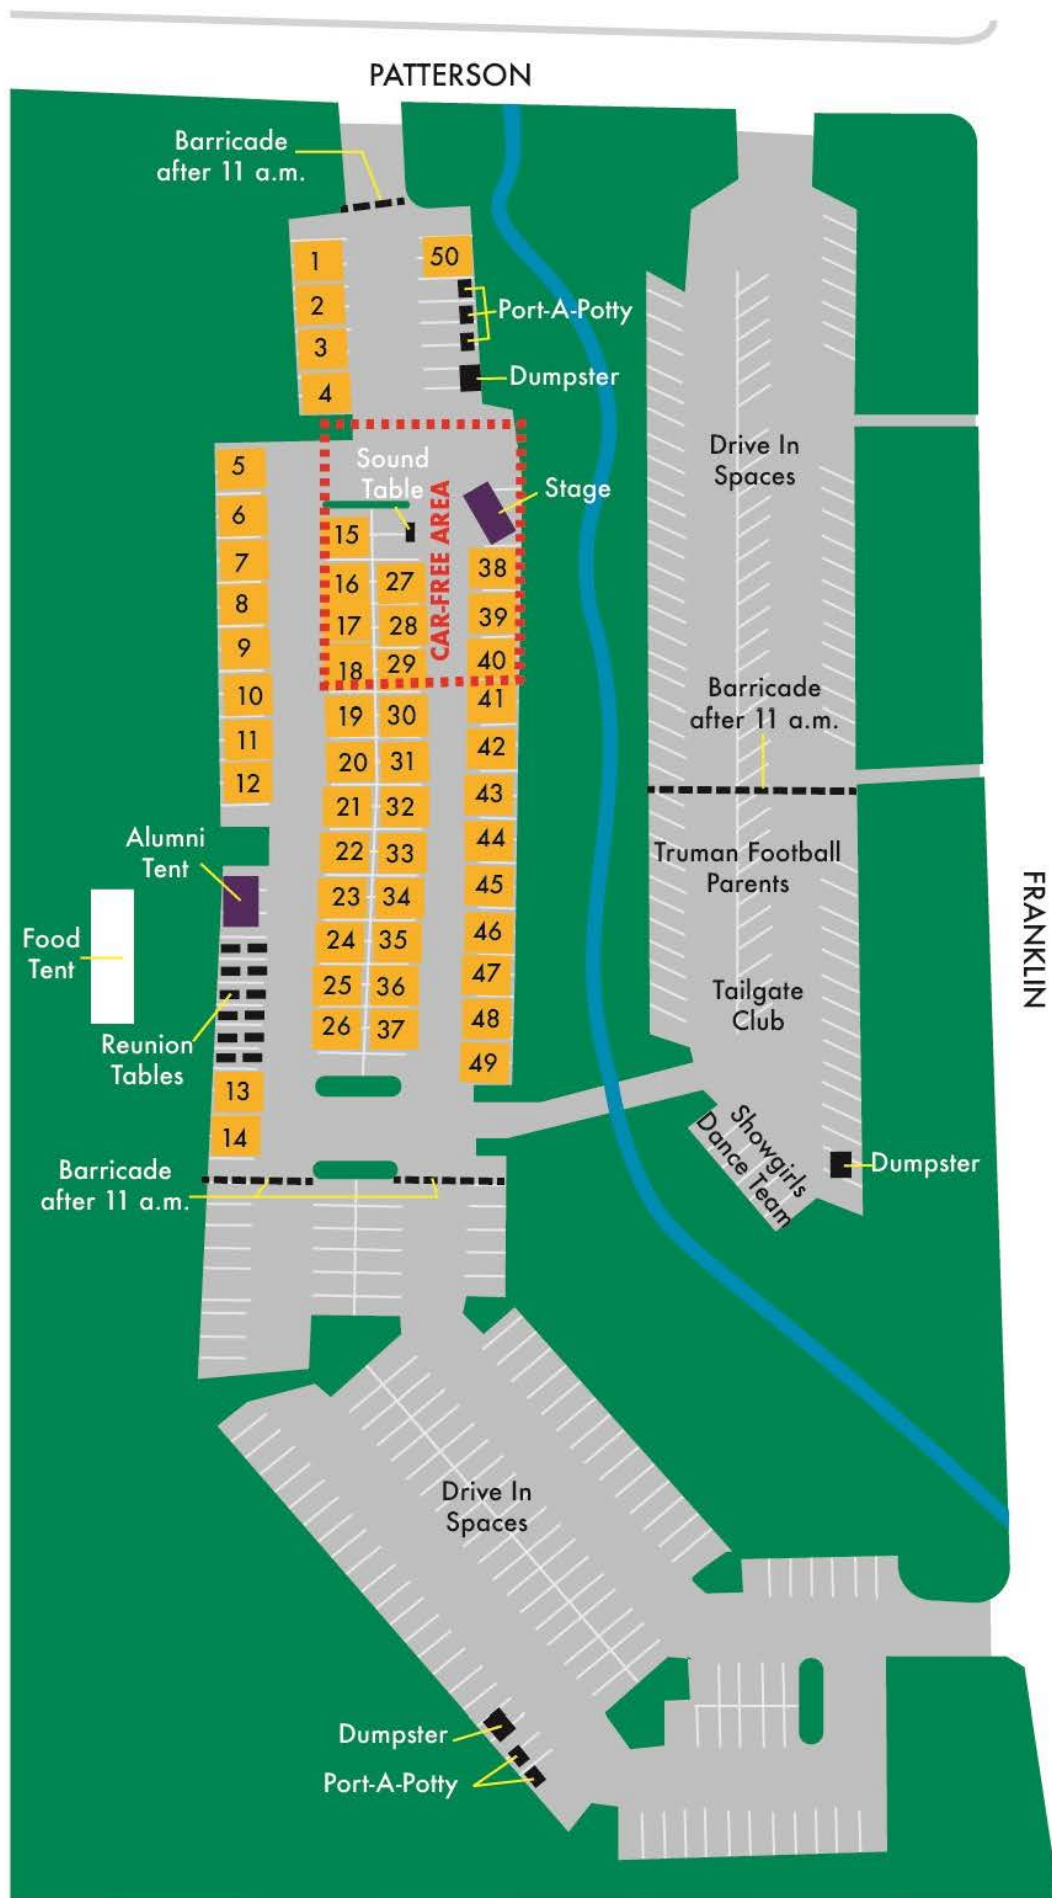 PATTERSON
Barricade
after 11 a.m.
1
50
2
Port-A-Potty
3
Dumpster
4
Sound
Table
Drive In
Spaces
5
Stage
6
CAR-FREE AREA
15
7
38
16
27
8
39
17
28
9
40
18
29
10
41
Barricade
after 11 a.m.
19
30
11
42
20
31
12
43
21
32
Alumni
Tent
44
22
33
Truman Football
Parents
45
23
34
FRANKLIN
Food
Tent
46
24
35
47
25
36
Tailgate
Club
48
26
37
Reunion
Tables
49
13
14
Showgirls
Dance Team
Dumpster
Barricade
after 11 a.m.
Drive In
Spaces
Dumpster
Port-A-Potty